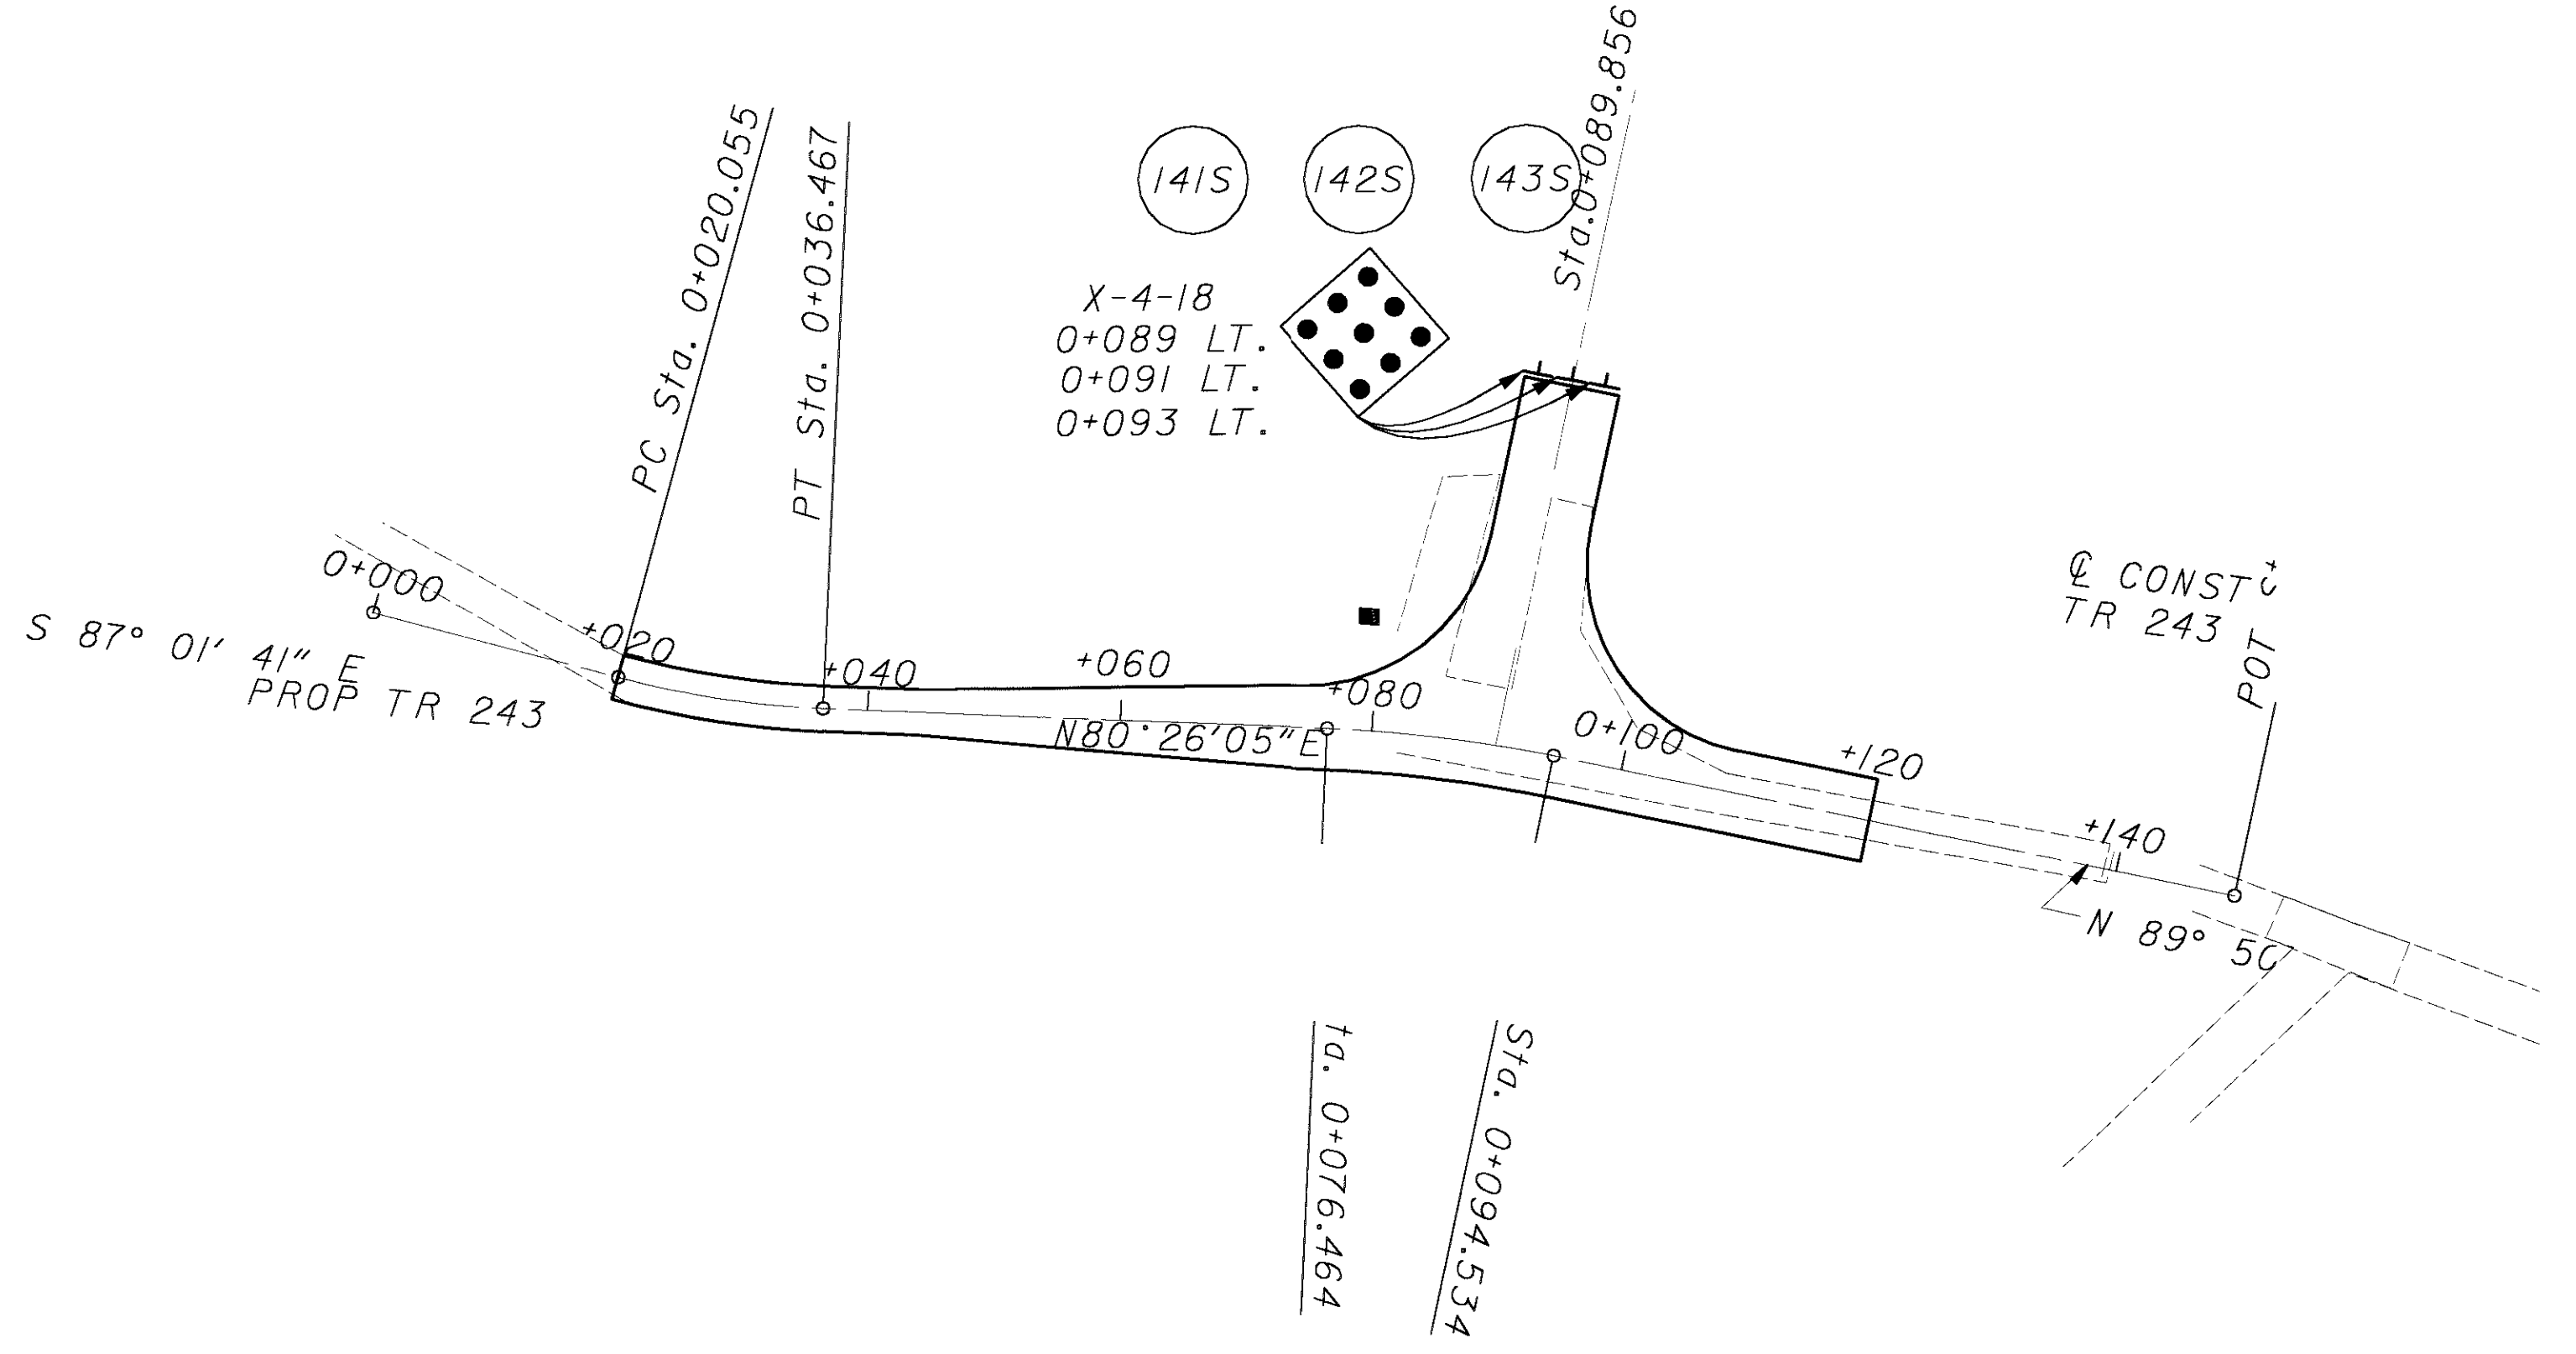 PC Sta. 0+020.055
PT Sta. 0+036.467
141S
142S
143S
Sta.0+089.856
X-4-18
0+089 LT.
0+091 LT.
0+093 LT.
0+000
S 87° 01' 41" E
PROP TR 243
+020
+040
+060
+080
N80°26'05"E
0+100
+120
+140
℄ CONST
TR 243
POT
N 89° 50
ta. 0+076.464
Sta. 0+094.534